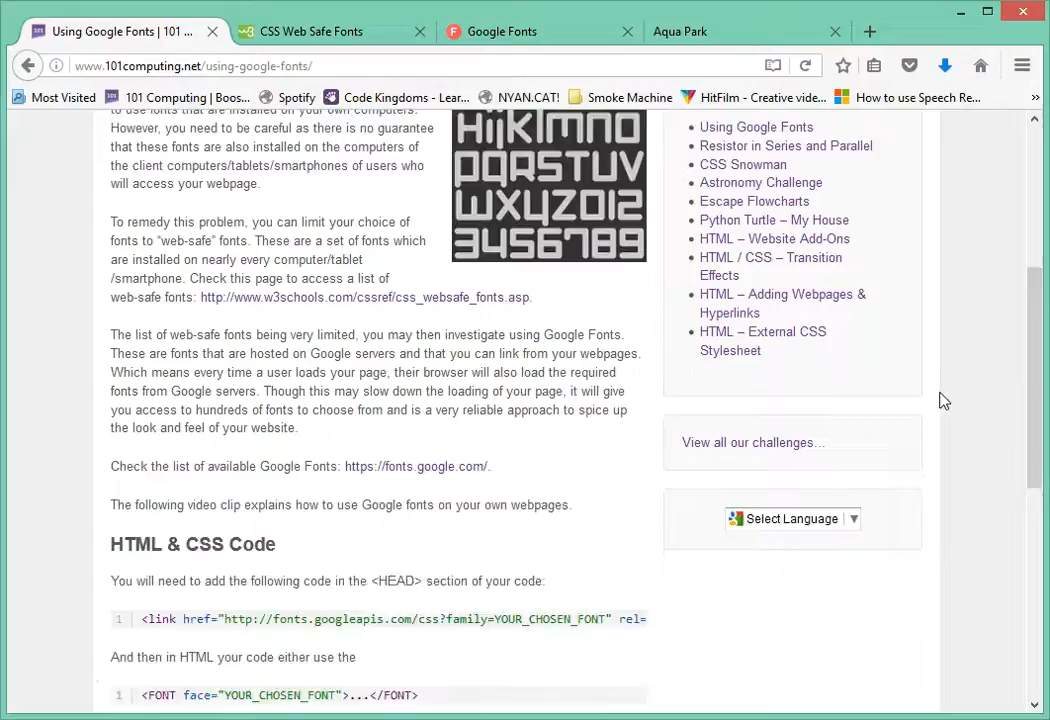 Using Google Fonts | 101 ...
CSS Web Safe Fonts
Google Fonts
Aqua Park
www.101computing.net/using-google-fonts/
Most Visited
101 Computing | Boos...
Spotify
Code Kingdoms - Lear...
NYAN.CAT!
Smoke Machine
HitFilm - Creative vide...
How to use Speech Re...
to use fonts that are installed on your own computers.
However, you need to be careful as there is no guarantee
that these fonts are also installed on the computers of
the client computers/tablets/smartphones of users who
will access your webpage.
To remedy this problem, you can limit your choice of
fonts to “web-safe” fonts. These are a set of fonts which
are installed on nearly every computer/tablet
/smartphone. Check this page to access a list of
web-safe fonts: http://www.w3schools.com/cssref/css_websafe_fonts.asp.
HijKlmno
PQRSTUV
WXYZ012
3456789
The list of web-safe fonts being very limited, you may then investigate using Google Fonts.
These are fonts that are hosted on Google servers and that you can link from your webpages.
Which means every time a user loads your page, their browser will also load the required
fonts from Google servers. Though this may slow down the loading of your page, it will give
you access to hundreds of fonts to choose from and is a very reliable approach to spice up
the look and feel of your website.
Check the list of available Google Fonts: https://fonts.google.com/.
The following video clip explains how to use Google fonts on your own webpages.
HTML & CSS Code
You will need to add the following code in the <HEAD> section of your code:
1 <link href="http://fonts.googleapis.com/css?family=YOUR_CHOSEN_FONT" rel=
And then in HTML your code either use the
1 <FONT face="YOUR_CHOSEN_FONT">...</FONT>
Using Google Fonts
Resistor in Series and Parallel
CSS Snowman
Astronomy Challenge
Escape Flowcharts
Python Turtle – My House
HTML – Website Add-Ons
HTML / CSS – Transition
Effects
HTML – Adding Webpages &
Hyperlinks
HTML – External CSS
Stylesheet
View all our challenges...
Select Language